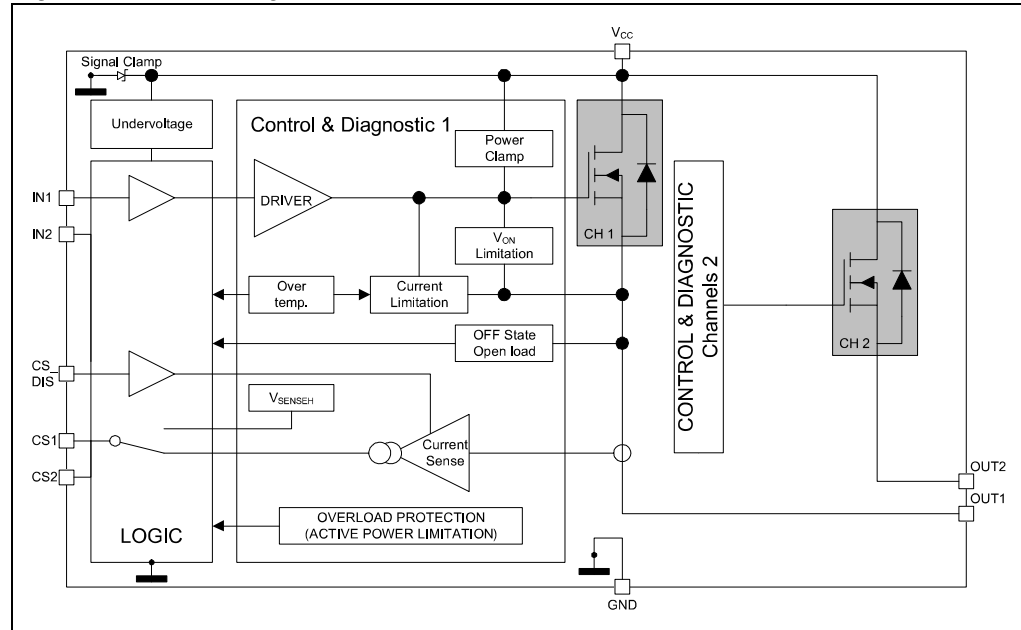 VCC
Signal Clamp
Undervoltage
Control & Diagnostic 1
Power
Clamp
IN1
DRIVER
CH 1
IN2
VON
Limitation
CONTROL & DIAGNOSTIC
Channels 2
Over
temp.
Current
Limitation
OFF State
Open load
CH 2
CS_
DIS
VSENSEH
CS1
Current
Sense
CS2
OUT2
OUT1
OVERLOAD PROTECTION
(ACTIVE POWER LIMITATION)
LOGIC
GND